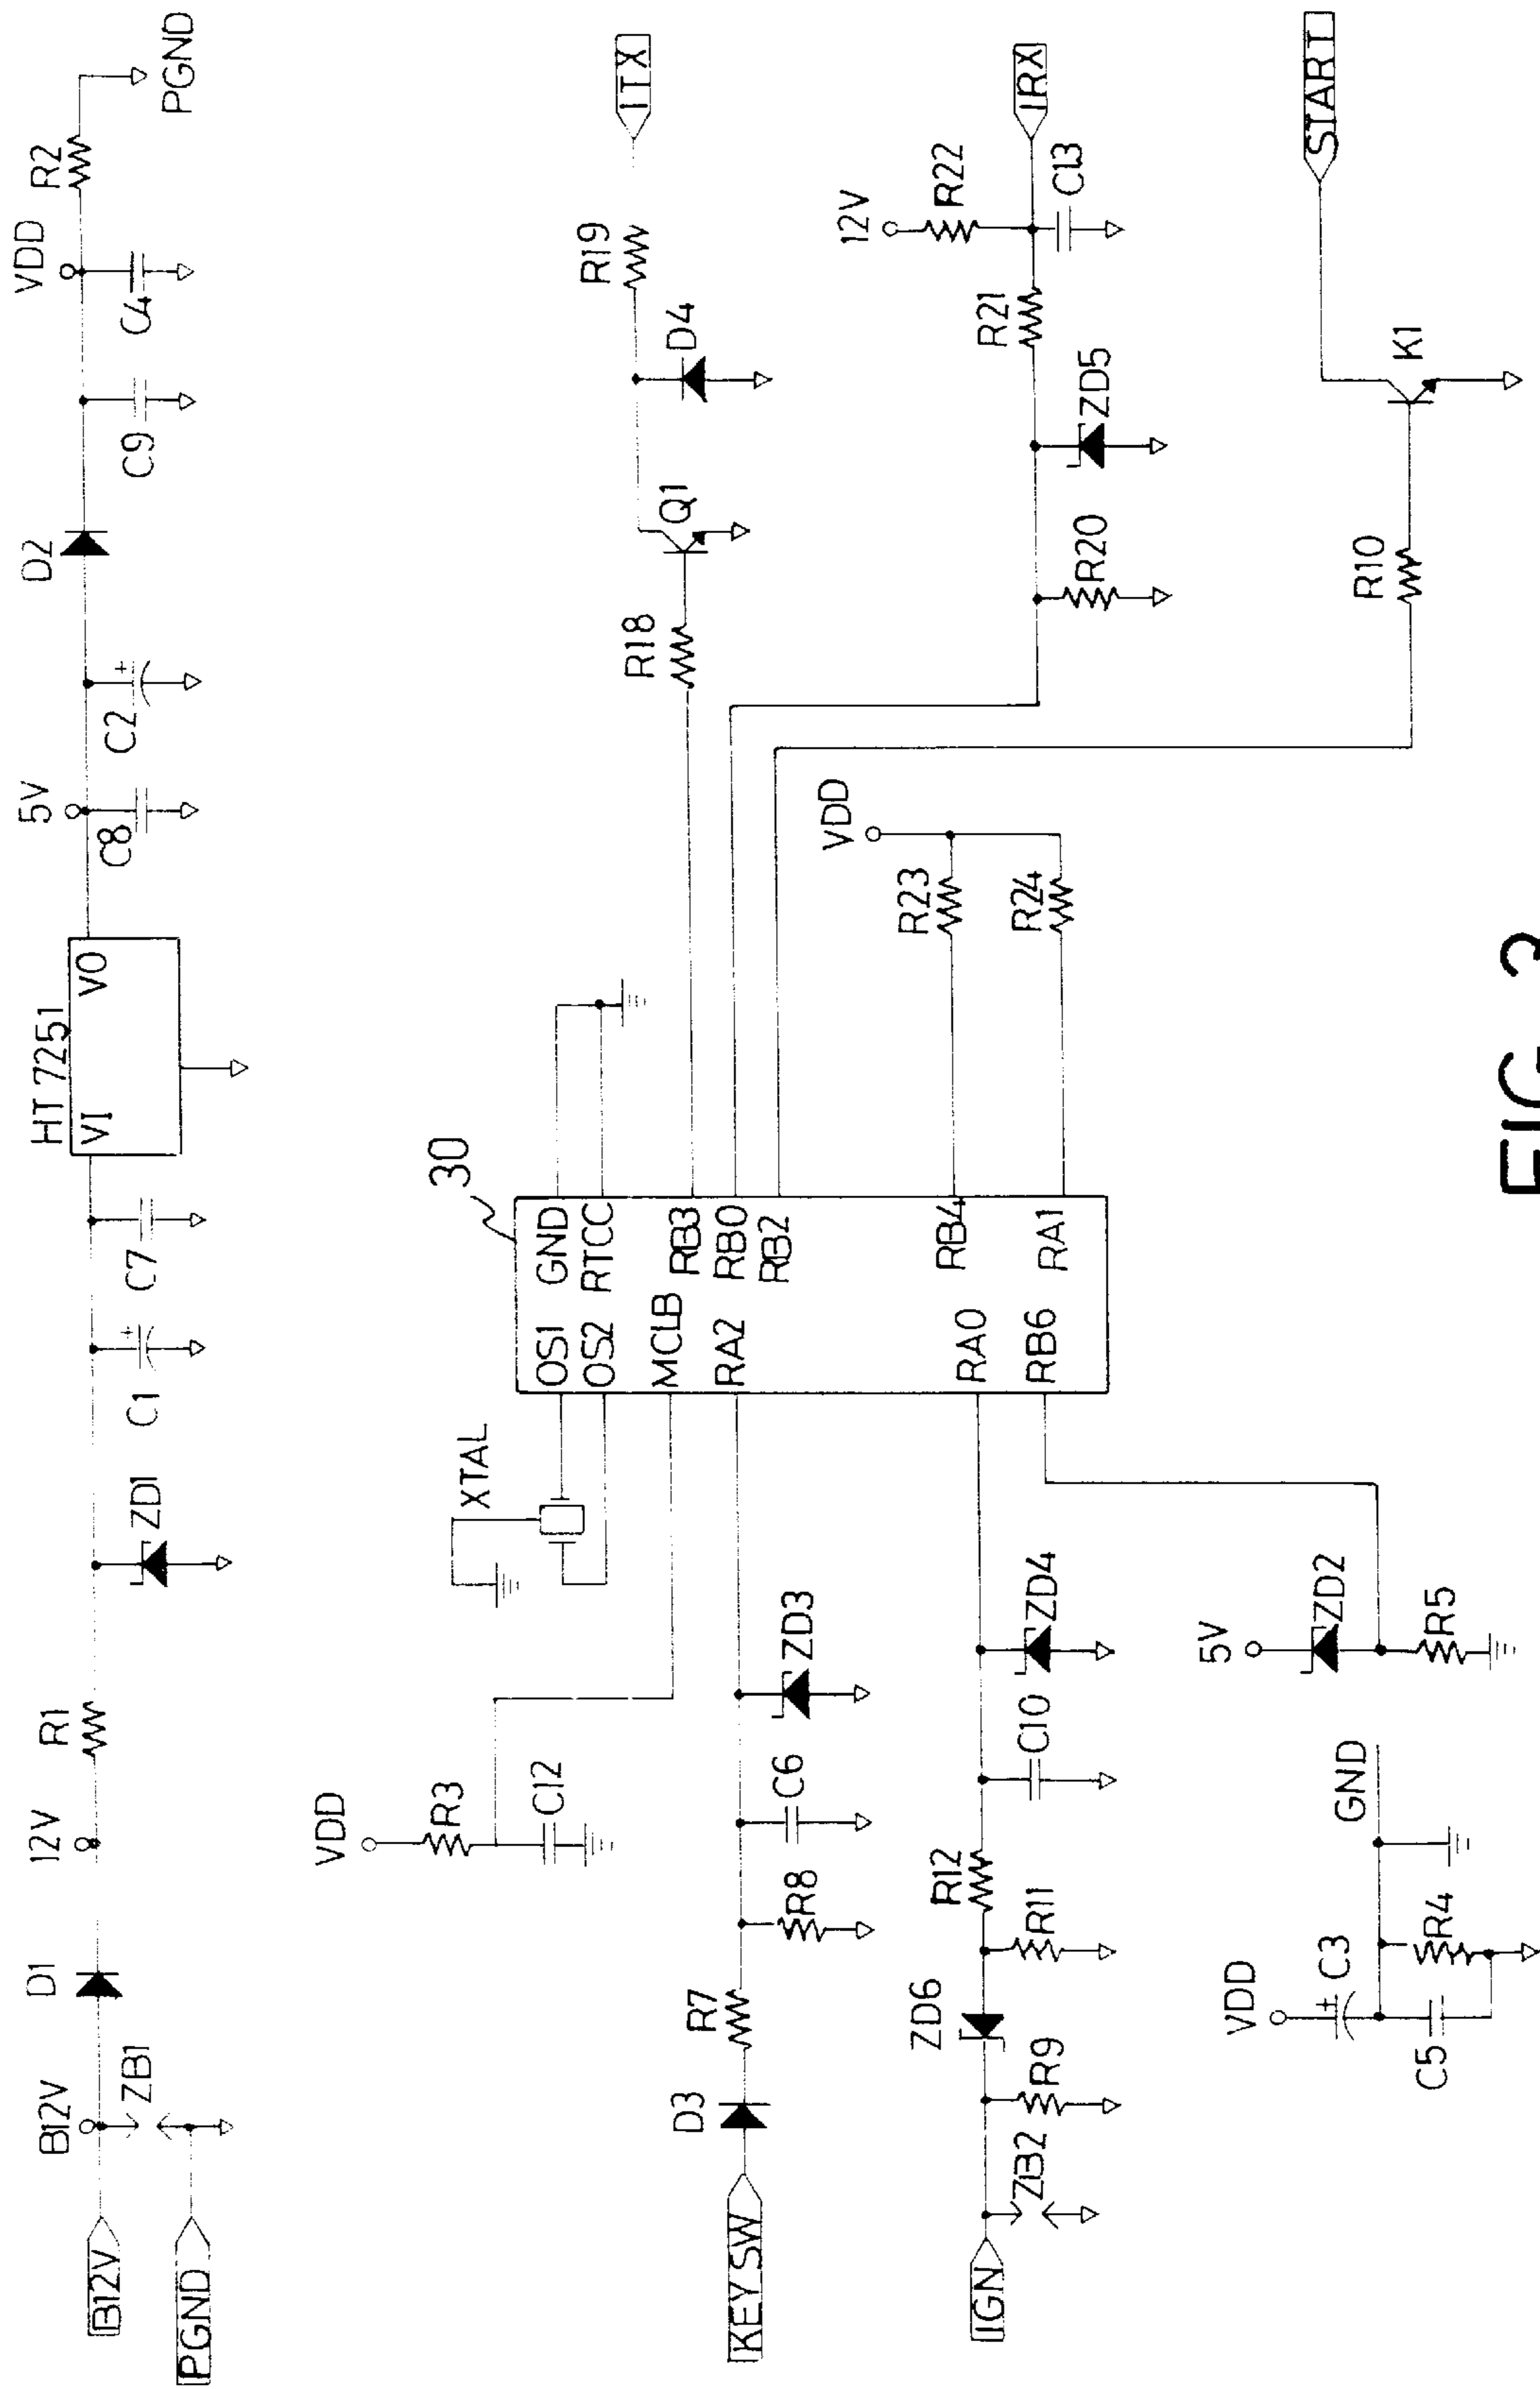 B12V
PGND
B12V
ZB1
D1
12V
R1
ZD1
C1
C7
HT 7251
VI
VO
5V
C8
C2
D2
C9
VDD
C4
R2
PGND
30
XTAL
OS1
GND
OS2
RTCC
MCLB
RB3
RA2
RB0
RB2
RA0
RB4
RB6
RA1
VDD
R3
C12
KEY SW
D3
R7
R8
C6
ZD3
IGN
ZB2
R9
ZD6
R11
R12
C10
ZD4
VDD
C3
C5
R4
GND
5V
ZD2
R5
VDD
R23
R24
R18
Q1
D4
R19
ITX
R20
ZD5
R21
12V
R22
C13
IRX
R10
K1
START